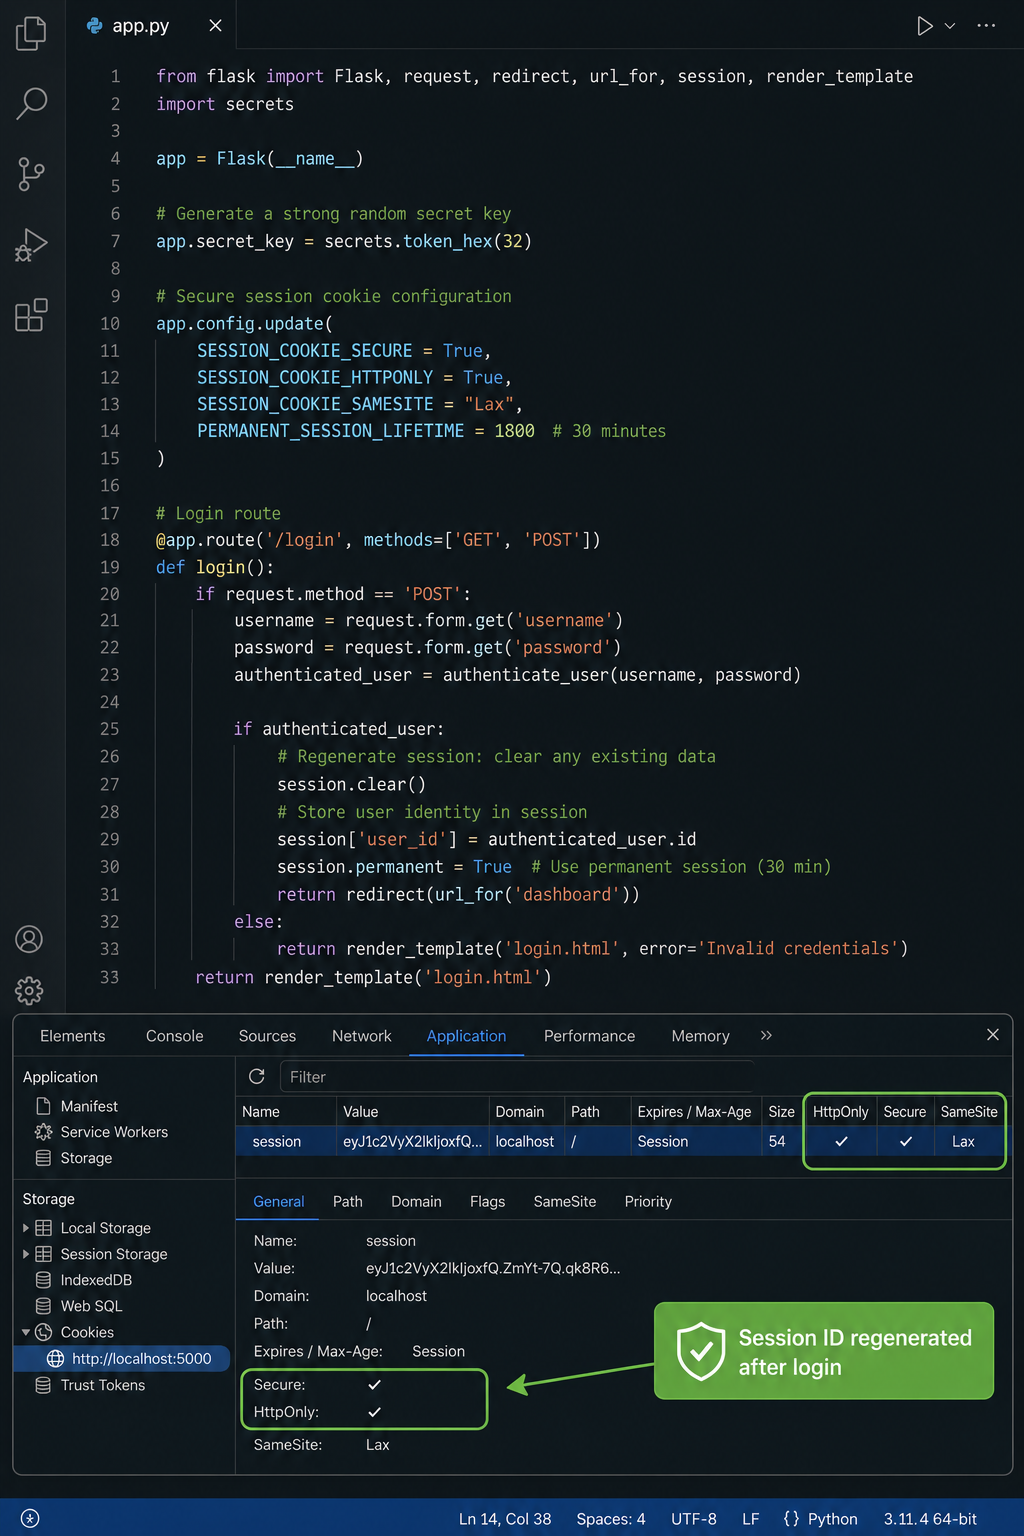 app.py
1 from flask import Flask, request, redirect, url_for, session, render_template
2 import secrets
3
4 app = Flask(__name__)
5
6 # Generate a strong random secret key
7 app.secret_key = secrets.token_hex(32)
8
9 # Secure session cookie configuration
10 app.config.update(
11 SESSION_COOKIE_SECURE = True,
12 SESSION_COOKIE_HTTPONLY = True,
13 SESSION_COOKIE_SAMESITE = "Lax",
14 PERMANENT_SESSION_LIFETIME = 1800 # 30 minutes
15 )
16
17 # Login route
18 @app.route('/login', methods=['GET', 'POST'])
19 def login():
20 if request.method == 'POST':
21 username = request.form.get('username')
22 password = request.form.get('password')
23 authenticated_user = authenticate_user(username, password)
24
25 if authenticated_user:
26 # Regenerate session: clear any existing data
27 session.clear()
28 # Store user identity in session
29 session['user_id'] = authenticated_user.id
30 session.permanent = True # Use permanent session (30 min)
31 return redirect(url_for('dashboard'))
32 else:
33 return render_template('login.html', error='Invalid credentials')
33 return render_template('login.html')
Elements Console Sources Network Application Performance Memory »
Application
Manifest
Service Workers
Storage
Storage
Local Storage
Session Storage
IndexedDB
Web SQL
Cookies
http://localhost:5000
Trust Tokens
Filter
Name Value Domain Path Expires / Max-Age Size HttpOnly Secure SameSite
session eyJ1c2VyX2lkIjoxfQ... localhost / Session 54 ✓ ✓ Lax
General Path Domain Flags SameSite Priority
Name: session
Value: eyJ1c2VyX2lkIjoxfQ.ZmYt-7Q.qk8R6...
Domain: localhost
Path: /
Expires / Max-Age: Session
Secure: ✓
HttpOnly: ✓
SameSite: Lax
Session ID regenerated
after login
Ln 14, Col 38 Spaces: 4 UTF-8 LF {} Python 3.11.4 64-bit